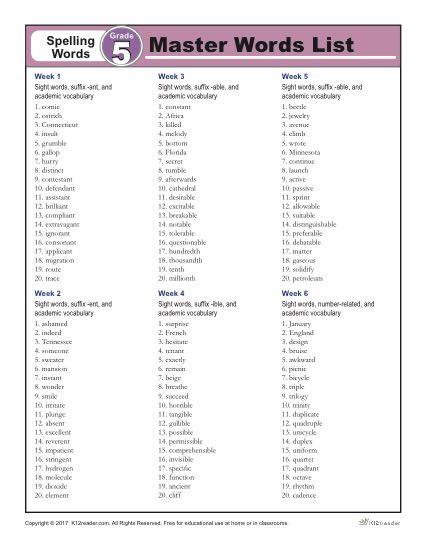 Spelling
Words
Grade
5
Master Words List
Week 1
Sight words, suffix -ant, and
academic vocabulary
1. comic
2. ostrich
3. Connecticut
4. insult
5. grumble
6. gallop
7. hurry
8. distinct
9. contestant
10. defendant
11. assistant
12. brilliant
13. compliant
14. extravagant
15. ignorant
16. consonant
17. applicant
18. migration
19. route
20. trace
Week 2
Sight words, suffix -ent, and
academic vocabulary
1. ashamed
2. indeed
3. Tennessee
4. someone
5. sweater
6. mansion
7. instant
8. wonder
9. smile
10. irritate
11. plunge
12. absent
13. excellent
14. reverent
15. impatient
16. stringent
17. hydrogen
18. molecule
19. dioxide
20. element
Week 3
Sight words, suffix -able, and
academic vocabulary
1. constant
2. Africa
3. killed
4. melody
5. bottom
6. Florida
7. secret
8. tumble
9. afterwards
10. cathedral
11. desirable
12. excitable
13. breakable
14. notable
15. tolerable
16. questionable
17. hundredth
18. thousandth
19. tenth
20. millionth
Week 4
Sight words, suffix -ible, and
academic vocabulary
1. surprise
2. French
3. hesitate
4. tenant
5. exactly
6. remain
7. beige
8. breathe
9. succeed
10. horrible
11. tangible
12. gullible
13. possible
14. permissible
15. comprehensible
16. invisible
17. specific
18. function
19. ancient
20. cliff
Week 5
Sight words, suffix -able, and
academic vocabulary
1. beetle
2. jewelry
3. avenue
4. climb
5. wrote
6. Minnesota
7. continue
8. launch
9. active
10. passive
11. sprint
12. allowable
13. suitable
14. distinguishable
15. preferable
16. debatable
17. matter
18. gaseous
19. solidify
20. petroleum
Week 6
Sight words, number-related, and
academic vocabulary
1. January
2. England
3. design
4. bruise
5. awkward
6. picnic
7. bicycle
8. triple
9. trilogy
10. trinity
11. duplicate
12. quadruple
13. unicycle
14. duplex
15. uniform
16. quartet
17. quadrant
18. octave
19. rhythm
20. cadence
Copyright © 2017 K12reader.com. All Rights Reserved. Free for educational use at home or in classrooms.
K12reader